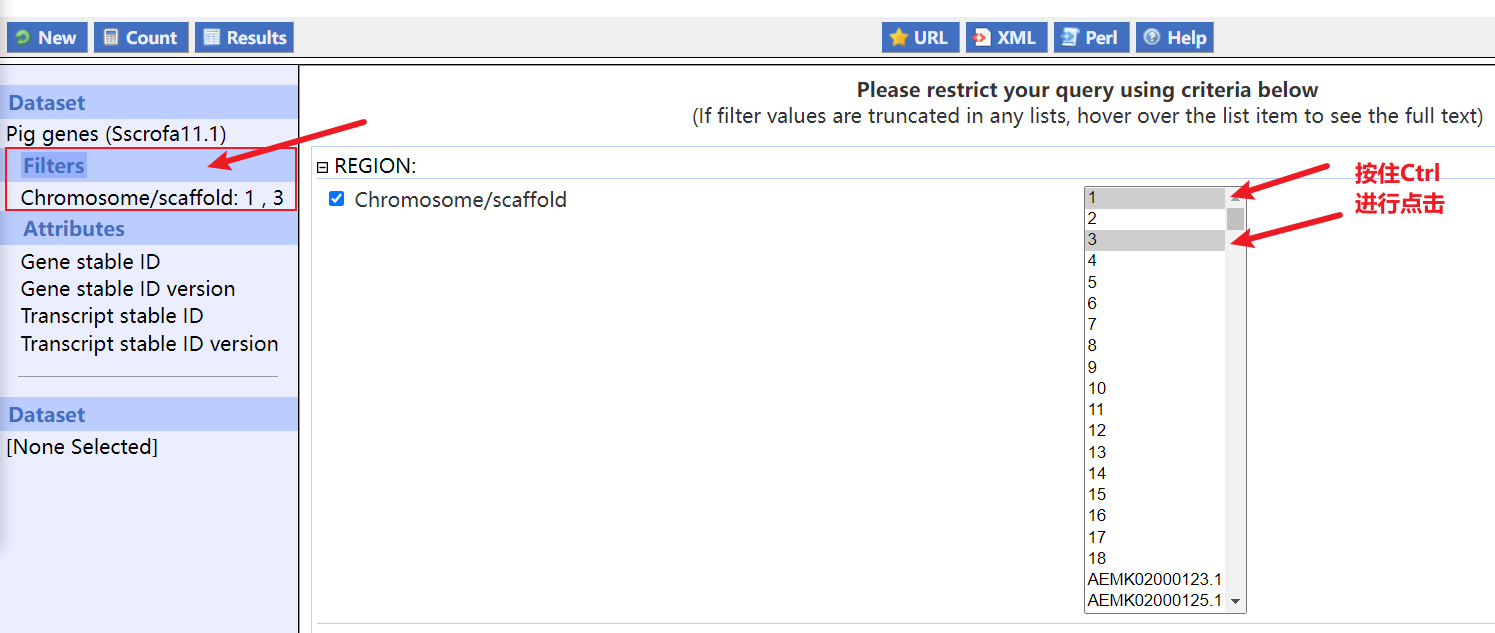 New Count Results URL XML Perl Help
Dataset
Pig genes (Sscrofa11.1)
Filters
Chromosome/scaffold: 1 , 3
Attributes
Gene stable ID
Gene stable ID version
Transcript stable ID
Transcript stable ID version
Dataset
[None Selected]
Please restrict your query using criteria below
(If filter values are truncated in any lists, hover over the list item to see the full text)
REGION:
Chromosome/scaffold
1
2
3
4
5
6
7
8
9
10
11
12
13
14
15
16
17
18
AEMK02000123.1
AEMK02000125.1
按住Ctrl
进行点击